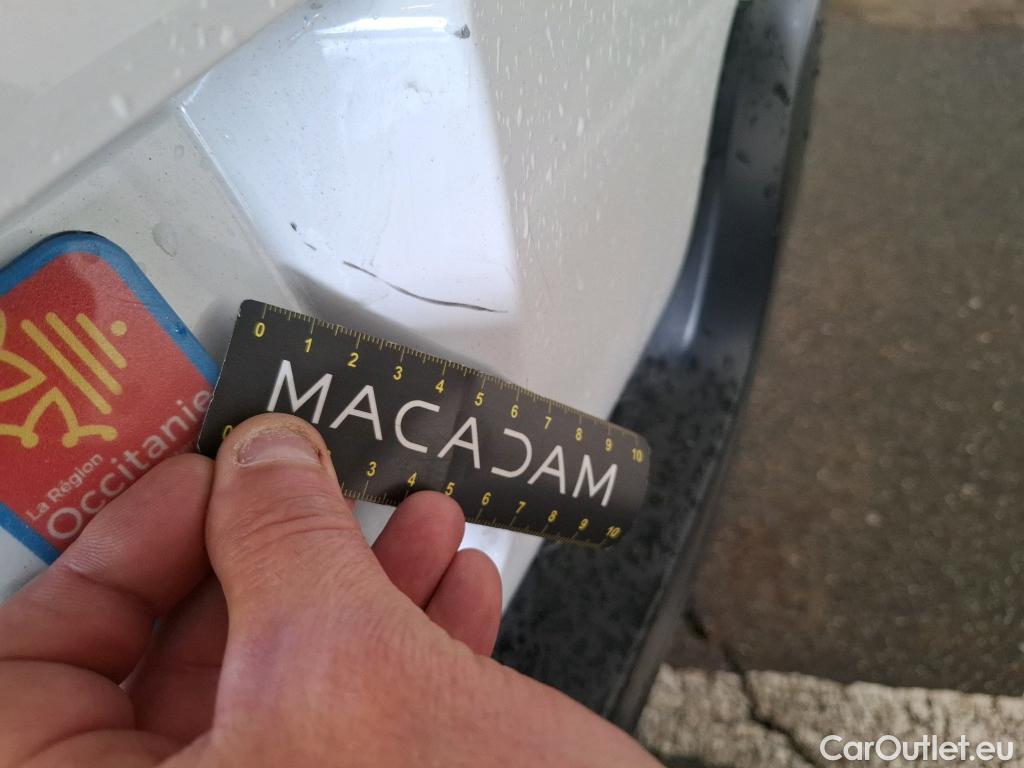 0 1 2 3 4 5 6 7 8 9 10
MACADAM
0 3 4 5 6 7 8 9 10
La Région
Occitanie
CarOutlet.eu